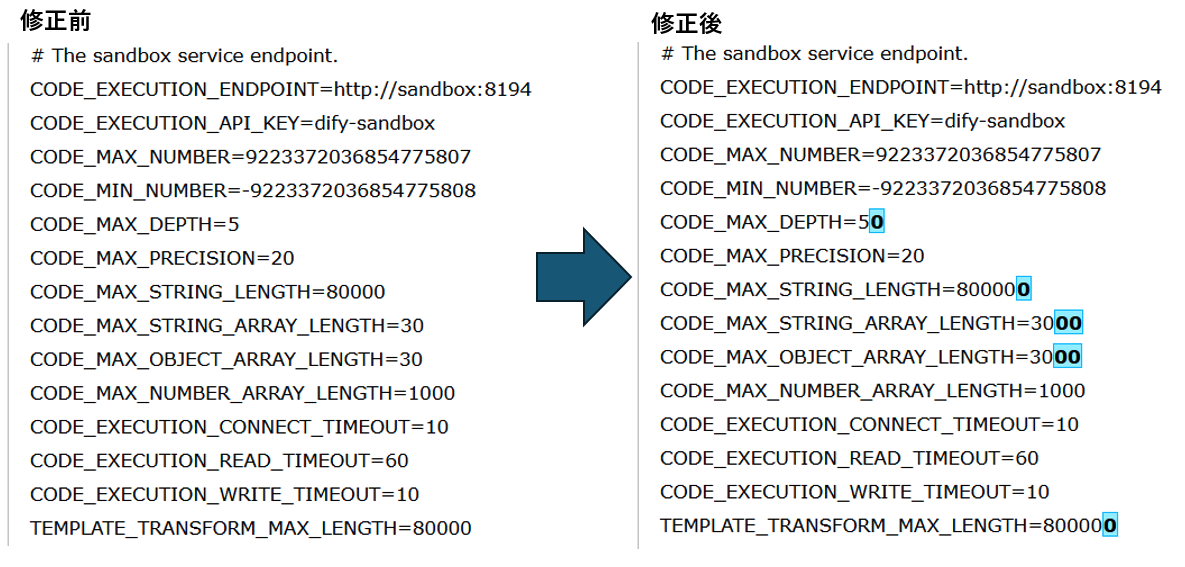 修正前
# The sandbox service endpoint.
CODE_EXECUTION_ENDPOINT=http://sandbox:8194
CODE_EXECUTION_API_KEY=dify-sandbox
CODE_MAX_NUMBER=9223372036854775807
CODE_MIN_NUMBER=-9223372036854775808
CODE_MAX_DEPTH=5
CODE_MAX_PRECISION=20
CODE_MAX_STRING_LENGTH=80000
CODE_MAX_STRING_ARRAY_LENGTH=30
CODE_MAX_OBJECT_ARRAY_LENGTH=30
CODE_MAX_NUMBER_ARRAY_LENGTH=1000
CODE_EXECUTION_CONNECT_TIMEOUT=10
CODE_EXECUTION_READ_TIMEOUT=60
CODE_EXECUTION_WRITE_TIMEOUT=10
TEMPLATE_TRANSFORM_MAX_LENGTH=80000
修正後
# The sandbox service endpoint.
CODE_EXECUTION_ENDPOINT=http://sandbox:8194
CODE_EXECUTION_API_KEY=dify-sandbox
CODE_MAX_NUMBER=9223372036854775807
CODE_MIN_NUMBER=-9223372036854775808
CODE_MAX_DEPTH=50
CODE_MAX_PRECISION=20
CODE_MAX_STRING_LENGTH=800000
CODE_MAX_STRING_ARRAY_LENGTH=3000
CODE_MAX_OBJECT_ARRAY_LENGTH=3000
CODE_MAX_NUMBER_ARRAY_LENGTH=1000
CODE_EXECUTION_CONNECT_TIMEOUT=10
CODE_EXECUTION_READ_TIMEOUT=60
CODE_EXECUTION_WRITE_TIMEOUT=10
TEMPLATE_TRANSFORM_MAX_LENGTH=800000